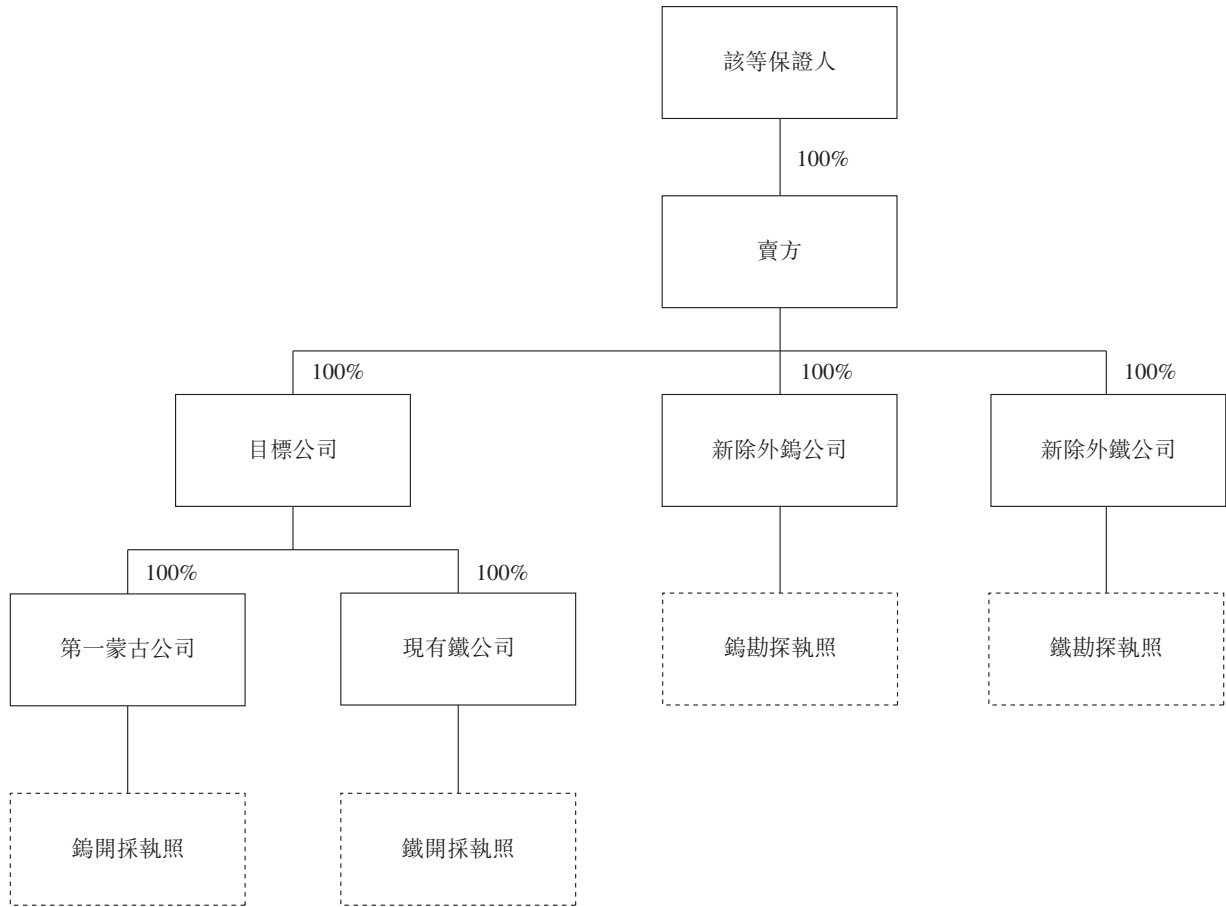 該等保證人
100%
賣方
100%
100%
100%
目標公司
新除外鎢公司
新除外鐵公司
100%
100%
第一蒙古公司
現有鐵公司
鎢勘探執照
鐵勘探執照
鎢開採執照
鐵開採執照